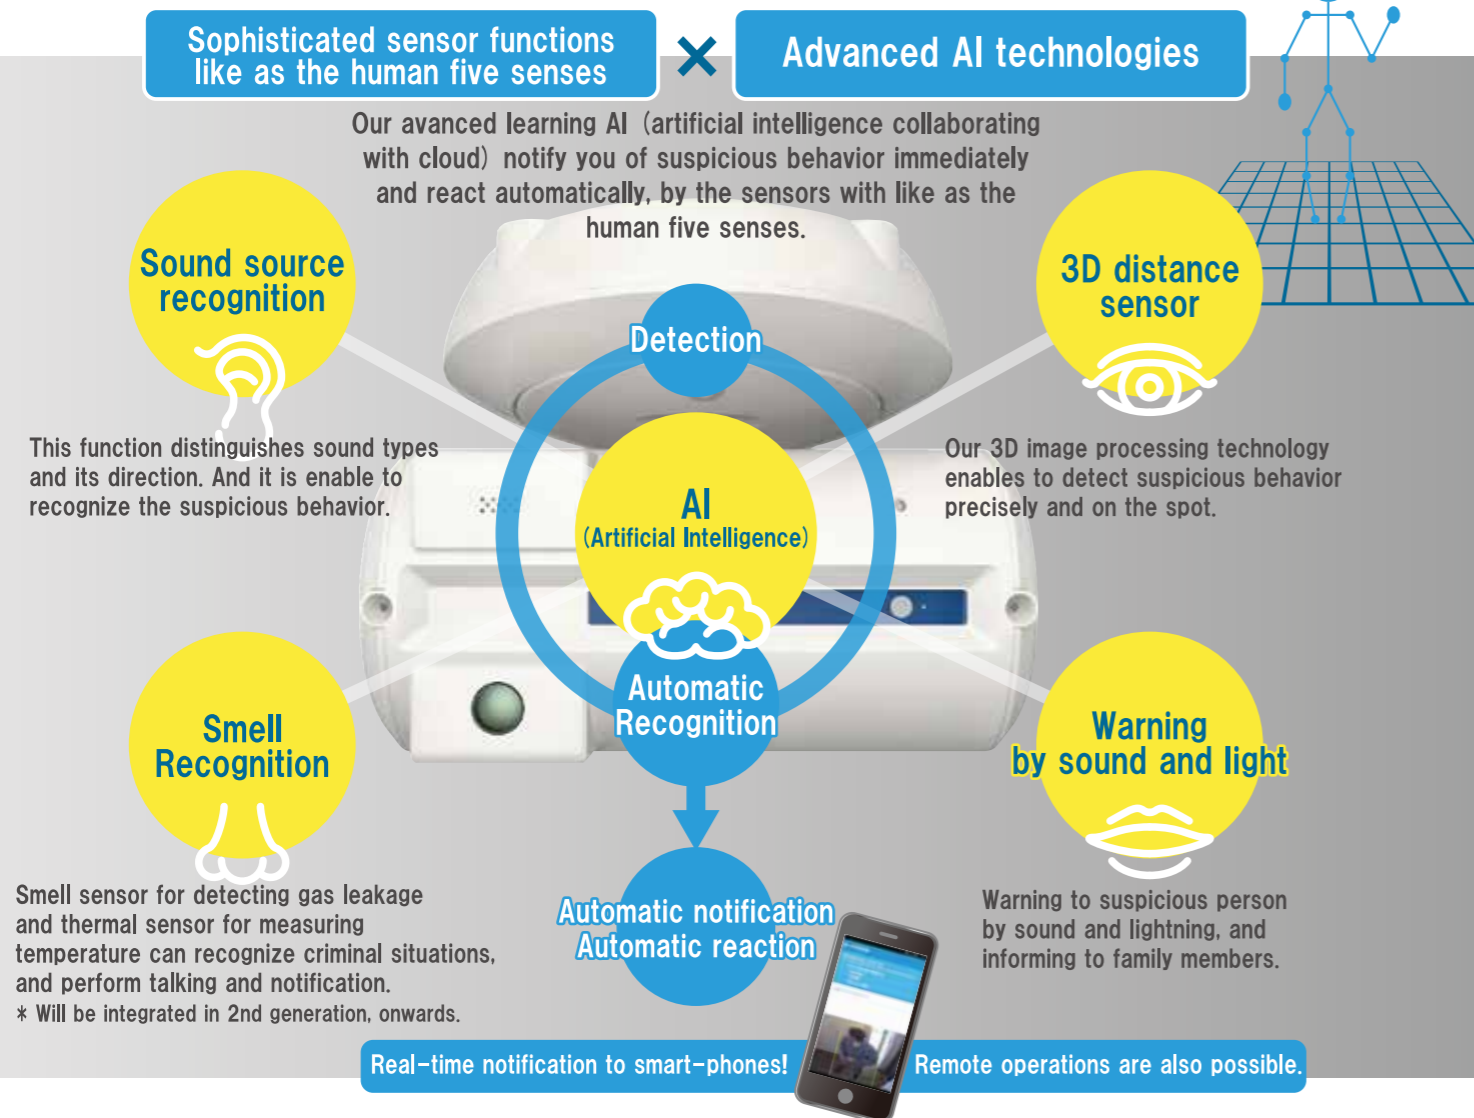 Sophisticated sensor functions
like as the human five senses
×
Advanced AI technologies
Our avanced learning AI (artificial intelligence collaborating
with cloud) notify you of suspicious behavior immediately
and react automatically, by the sensors with like as the
human five senses.
Sound source
recognition
This function distinguishes sound types
and its direction. And it is enable to
recognize the suspicious behavior.
3D distance
sensor
Our 3D image processing technology
enables to detect suspicious behavior
precisely and on the spot.
Detection
AI
(Artificial Intelligence)
Automatic
Recognition
Smell
Recognition
Smell sensor for detecting gas leakage
and thermal sensor for measuring
temperature can recognize criminal situations,
and perform talking and notification.
* Will be integrated in 2nd generation, onwards.
Warning
by sound and light
Warning to suspicious person
by sound and lightning, and
informing to family members.
Automatic notification
Automatic reaction
Real-time notification to smart-phones!
Remote operations are also possible.